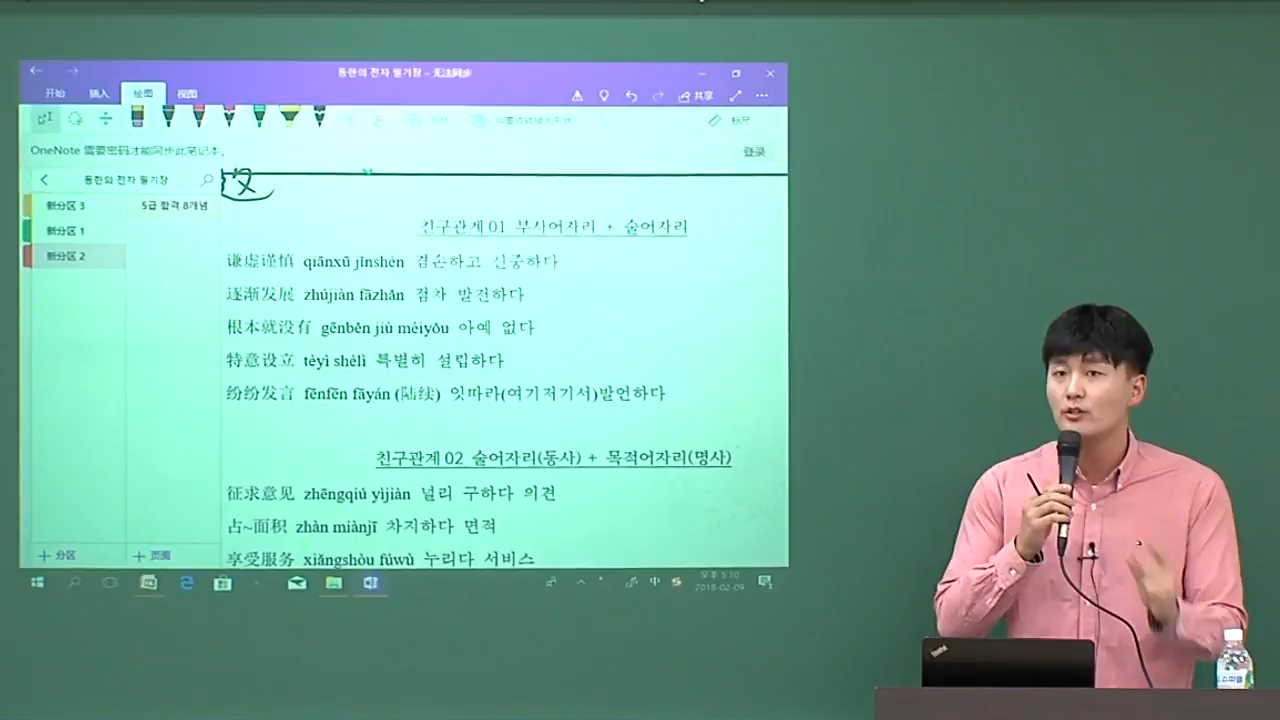 동한의 전자 필기장 – 无法同步
开始 插入 绘图 视图
共享
标尺
OneNote 需要密码才能同步此笔记本。
登录
동한의 전자 필기장
新分区 3
5급 합격 8개념
新分区 1
新分区 2
汉
친구관계 01 부사어자리 + 술어자리
谦虚谨慎 qiānxū jǐnshèn 겸손하고 신중하다
逐渐发展 zhújiàn fāzhǎn 점차 발전하다
根本就没有 gēnběn jiù méiyǒu 아예 없다
特意设立 tèyì shèlì 특별히 설립하다
纷纷发言 fēnfēn fāyán (陆续) 잇따라(여기저기서)발언하다
친구관계 02 술어자리(동사) + 목적어자리(명사)
征求意见 zhēngqiú yìjiàn 널리 구하다 의견
占~面积 zhàn miànjī 차지하다 면적
享受服务 xiǎngshòu fúwù 누리다 서비스
+ 分区
+ 页面
中
오후 5:10
2018-02-09
ThinkPad